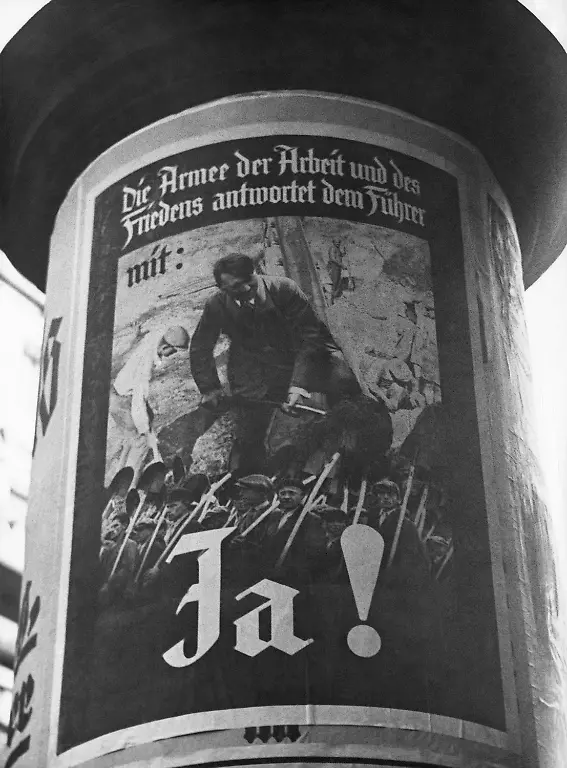 Die Armee der Arbeit und des
Friedens antwortet dem Führer
mit:
Ja!